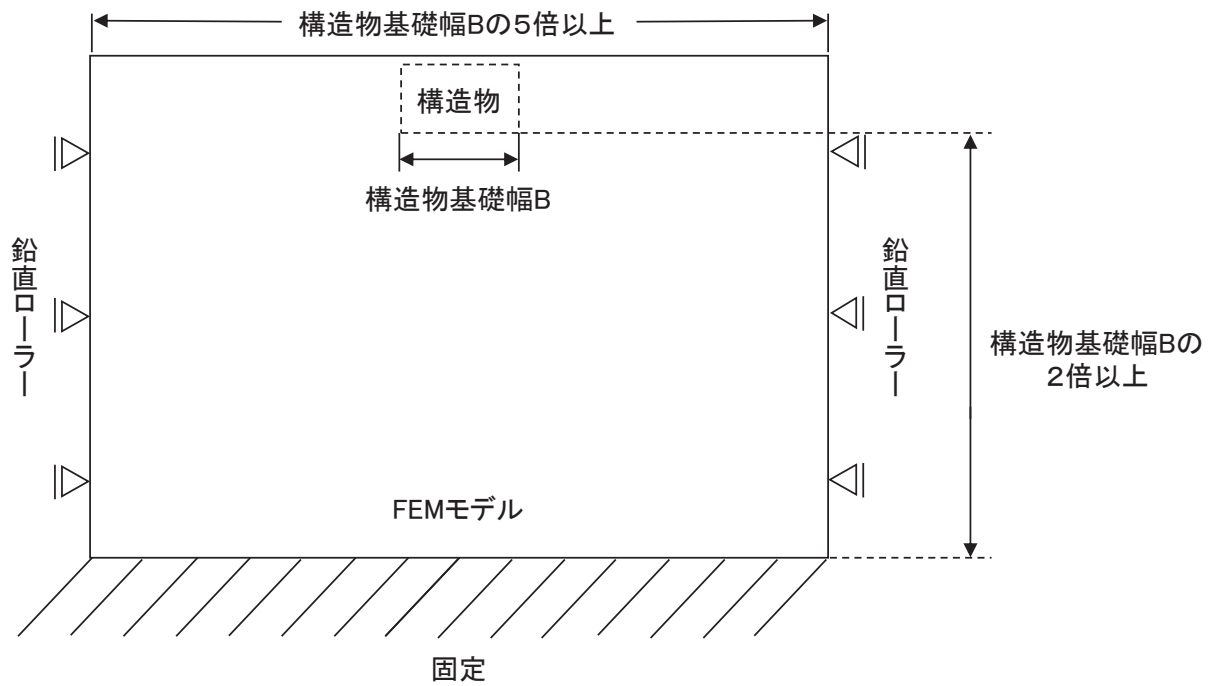 構造物基礎幅Bの5倍以上
構造物
構造物基礎幅B
鉛直ローラー
鉛直ローラー
構造物基礎幅Bの
2倍以上
FEMモデル
固定